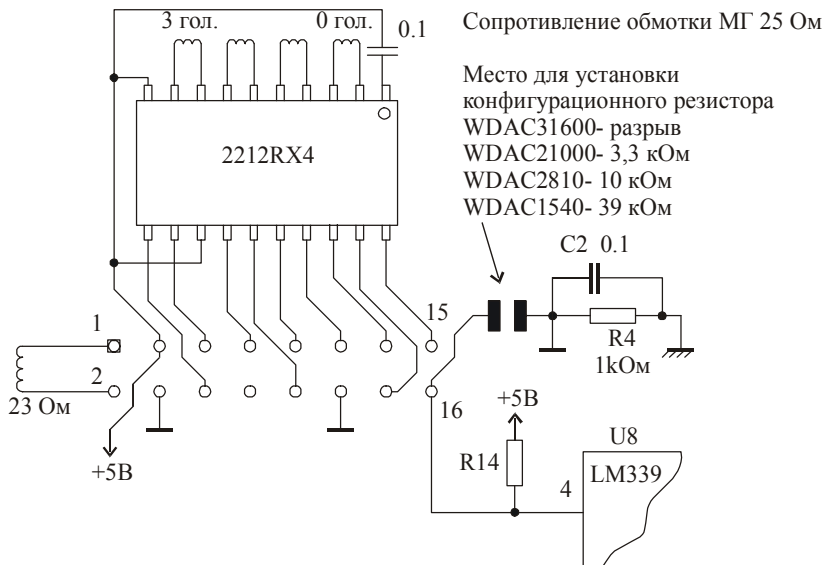 3 гол.
0 гол.
0.1
Сопротивление обмотки МГ 25 Ом
Место для установки
конфигурационного резистора
WDAC31600- разрыв
WDAC21000- 3,3 кОм
WDAC2810- 10 кОм
WDAC1540- 39 кОм
2212RX4
C2 0.1
R4
1kОм
15
1
2
16
23 Ом
+5В
+5В
R14
4
U8
LM339